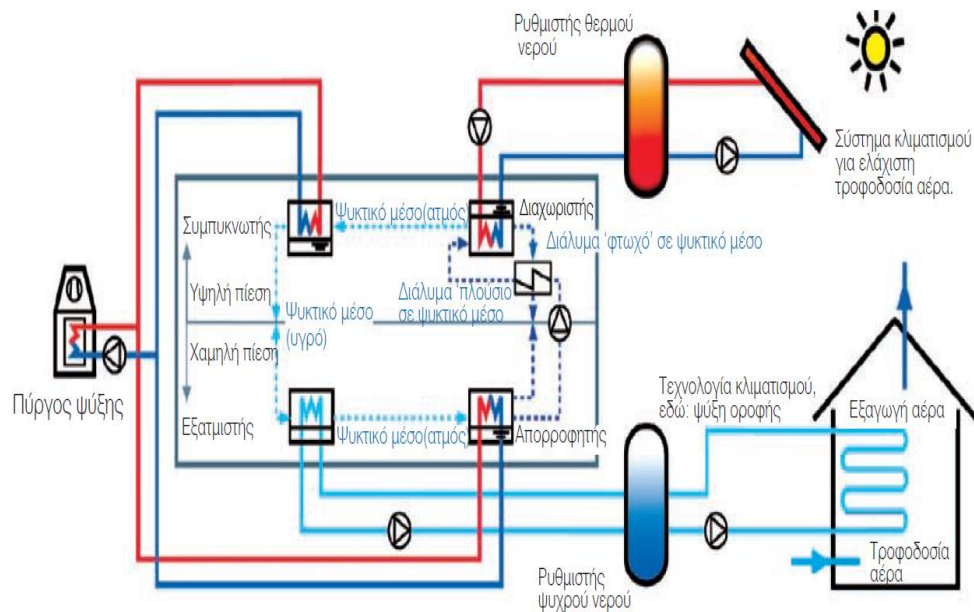 Ρυθμιστής θερμού
νερού
Σύστημα κλιματισμού
για ελάχιστη
τροφοδοσία αέρα.
Συμπυκνωτής
Ψυκτικό μέσο(ατμός)
Διαχωριστής
Διάλυμα ‘φτωχό’ σε ψυκτικό μέσο
Υψηλή πίεση
Ψυκτικό μέσο
(υγρό)
Διάλυμα ‘πλούσιο
σε ψυκτικό μέσο
Χαμηλή πίεση
Πύργος ψύξης
Εξατμιστής
Ψυκτικό μέσο(ατμός)
Απορροφητής
Τεχνολογία κλιματισμού,
εδώ: ψύξη οροφής
Εξαγωγή αέρα
Τροφοδοσία
αέρα
Ρυθμιστής
ψυχρού νερού